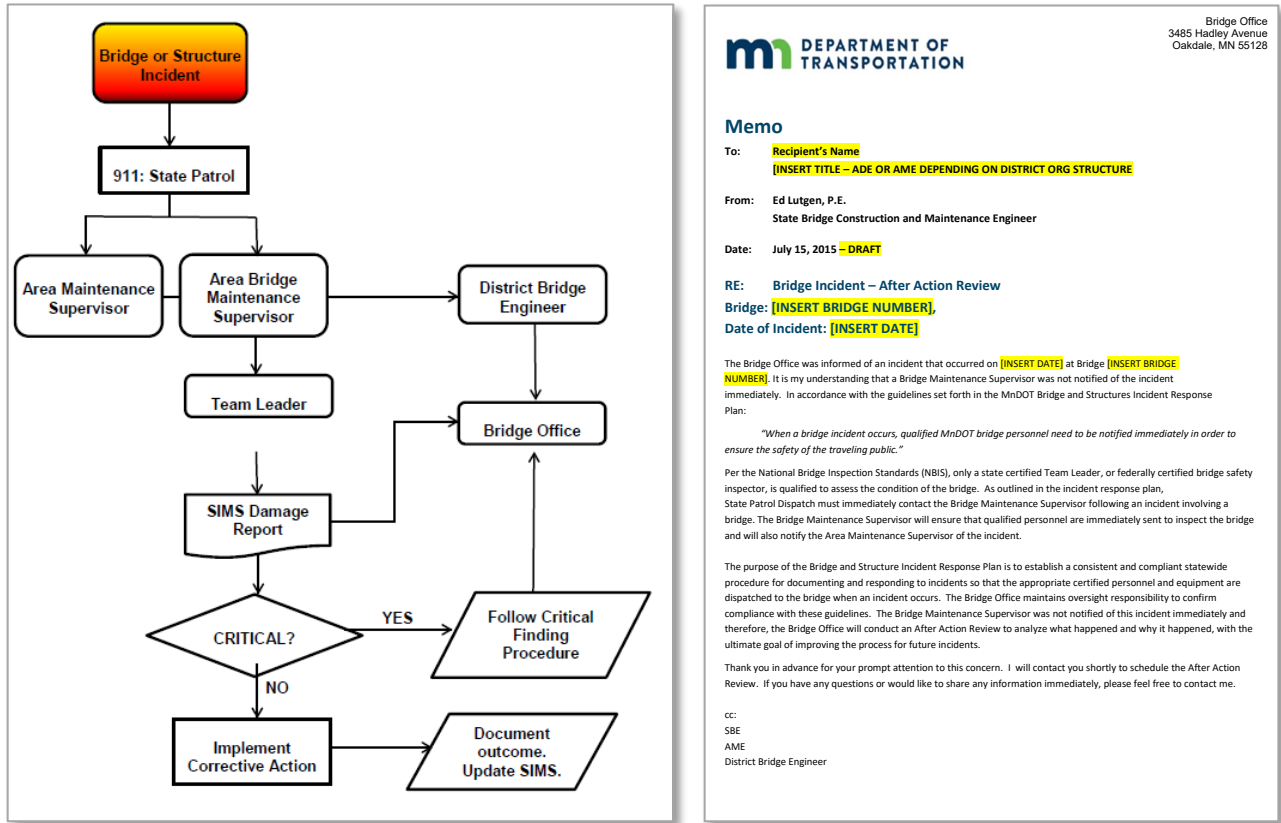 Bridge or Structure
Incident
911: State Patrol
Area Maintenance
Supervisor
Area Bridge
Maintenance
Supervisor
District Bridge
Engineer
Team Leader
Bridge Office
SIMS Damage
Report
CRITICAL?
YES
Follow Critical
Finding
Procedure
NO
Implement
Corrective Action
Document
outcome.
Update SIMS.
Bridge Office
3485 Hadley Avenue
Oakdale, MN 55128
mn DEPARTMENT OF
TRANSPORTATION
Memo
To: Recipient's Name
[INSERT TITLE – ADE OR AME DEPENDING ON DISTRICT ORG STRUCTURE
From: Ed Lutgen, P.E.
State Bridge Construction and Maintenance Engineer
Date: July 15, 2015 – DRAFT
RE: Bridge Incident – After Action Review
Bridge: [INSERT BRIDGE NUMBER],
Date of Incident: [INSERT DATE]
The Bridge Office was informed of an incident that occurred on [INSERT DATE] at Bridge [INSERT BRIDGE
NUMBER]. It is my understanding that a Bridge Maintenance Supervisor was not notified of the incident
immediately. In accordance with the guidelines set forth in the MnDOT Bridge and Structures Incident Response
Plan:
"When a bridge incident occurs, qualified MnDOT bridge personnel need to be notified immediately in order to
ensure the safety of the traveling public."
Per the National Bridge Inspection Standards (NBIS), only a state certified Team Leader, or federally certified bridge safety
inspector, is qualified to assess the condition of the bridge. As outlined in the incident response plan,
State Patrol Dispatch must immediately contact the Bridge Maintenance Supervisor following an incident involving a
bridge. The Bridge Maintenance Supervisor will ensure that qualified personnel are immediately sent to inspect the bridge
and will also notify the Area Maintenance Supervisor of the incident.
The purpose of the Bridge and Structure Incident Response Plan is to establish a consistent and compliant statewide
procedure for documenting and responding to incidents so that the appropriate certified personnel and equipment are
dispatched to the bridge when an incident occurs. The Bridge Office maintains oversight responsibility to confirm
compliance with these guidelines. The Bridge Maintenance Supervisor was not notified of this incident immediately and
therefore, the Bridge Office will conduct an After Action Review to analyze what happened and why it happened, with the
ultimate goal of improving the process for future incidents.
Thank you in advance for your prompt attention to this concern. I will contact you shortly to schedule the After Action
Review. If you have any questions or would like to share any information immediately, please feel free to contact me.
cc:
SBE
AME
District Bridge Engineer